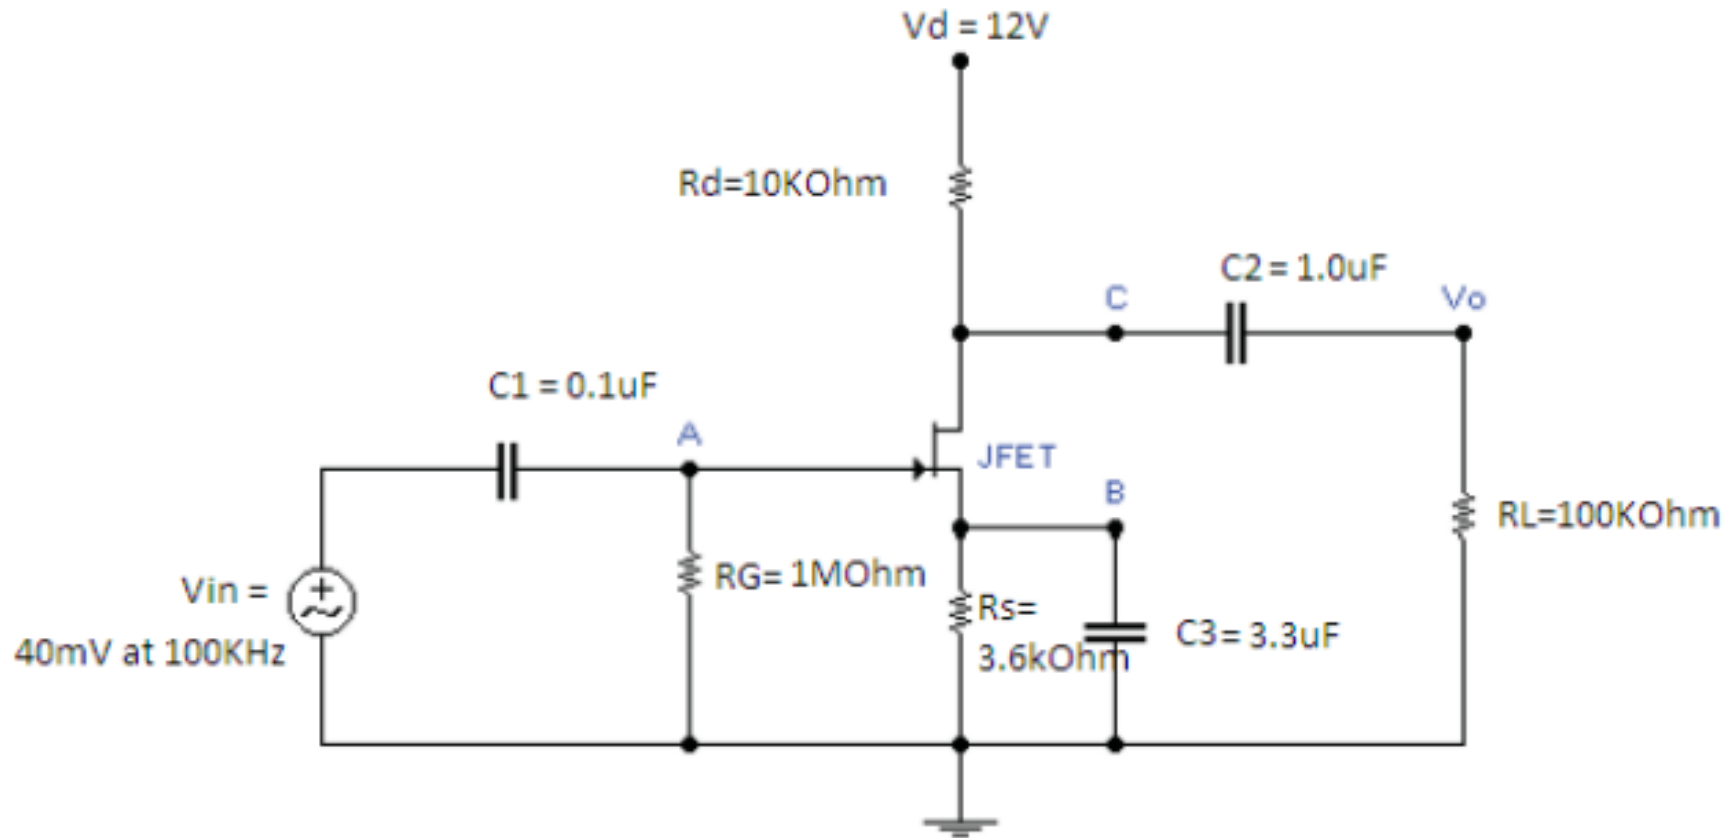 Vd = 12V
Rd=10KOhm
C2 = 1.0uF
C
Vo
C1 = 0.1uF
A
JFET
B
RL=100KOhm
Vin =
40mV at 100KHz
RG= 1MOhm
Rs=
3.6kOhm
C3 = 3.3uF